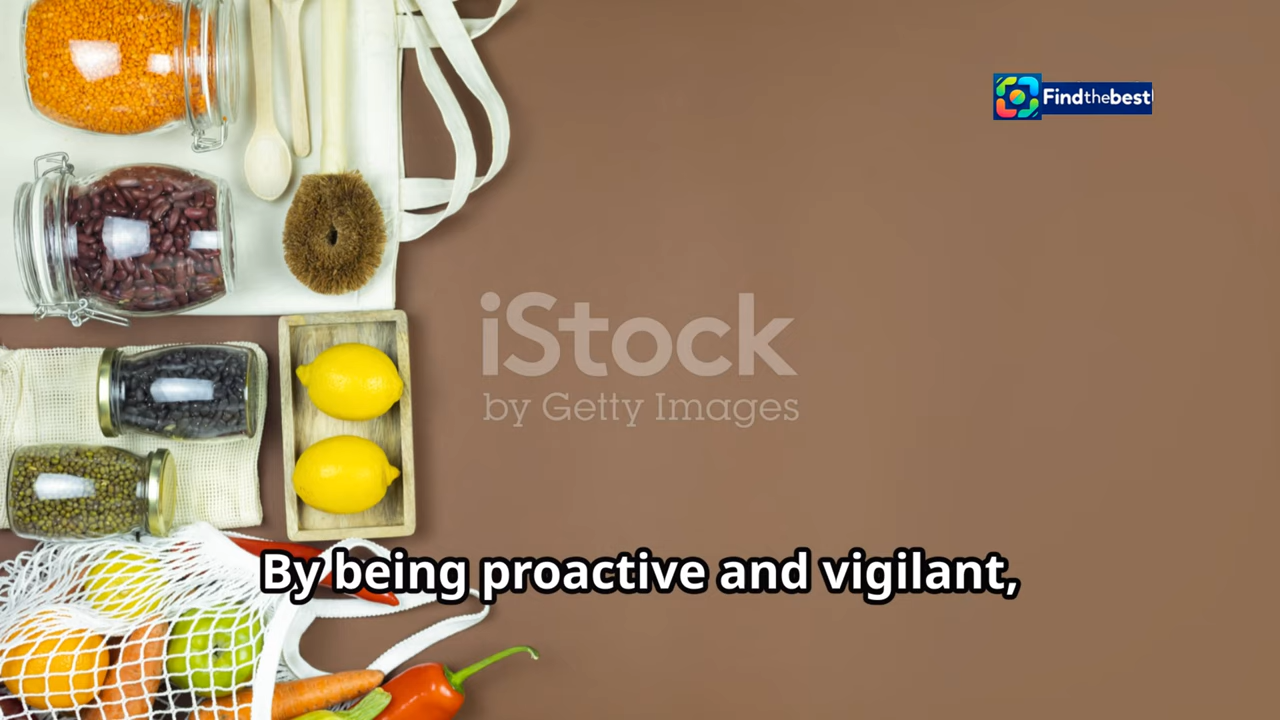 Findthebest
iStock
by Getty Images
By being proactive and vigilant,